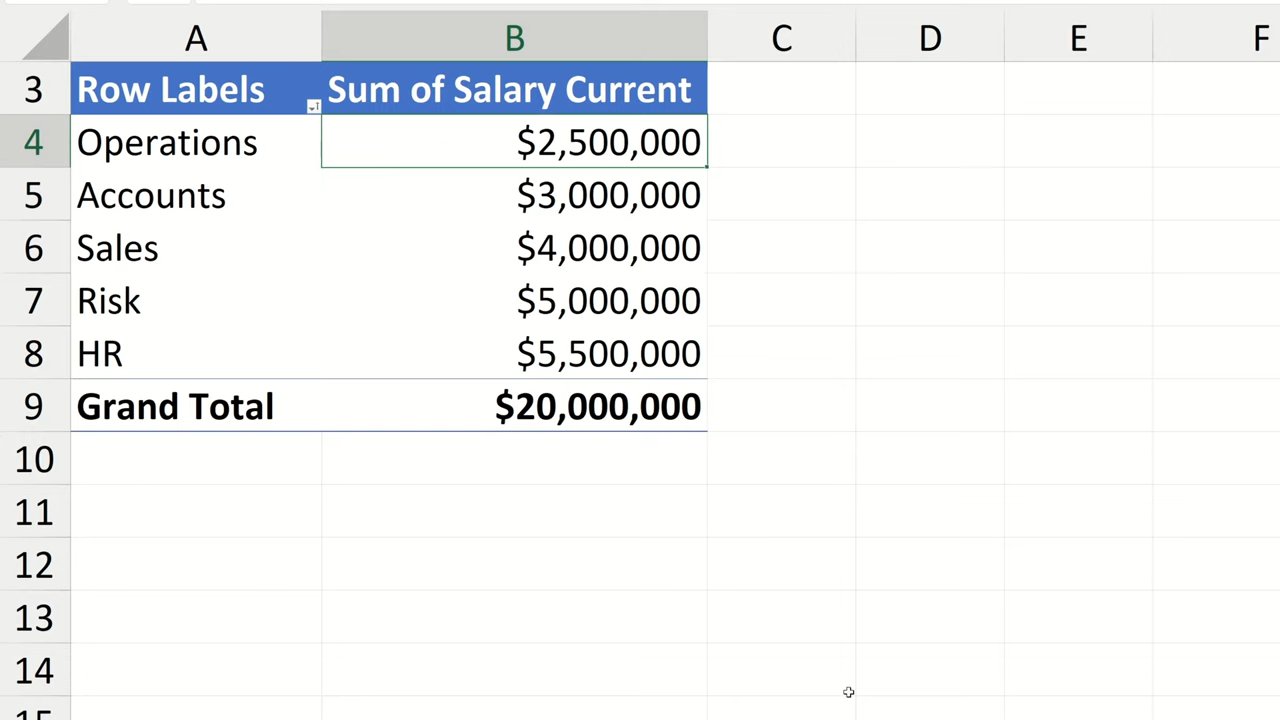 A B C D E F
3 Row Labels Sum of Salary Current
4 Operations $2,500,000
5 Accounts $3,000,000
6 Sales $4,000,000
7 Risk $5,000,000
8 HR $5,500,000
9 Grand Total $20,000,000
10
11
12
13
14
15